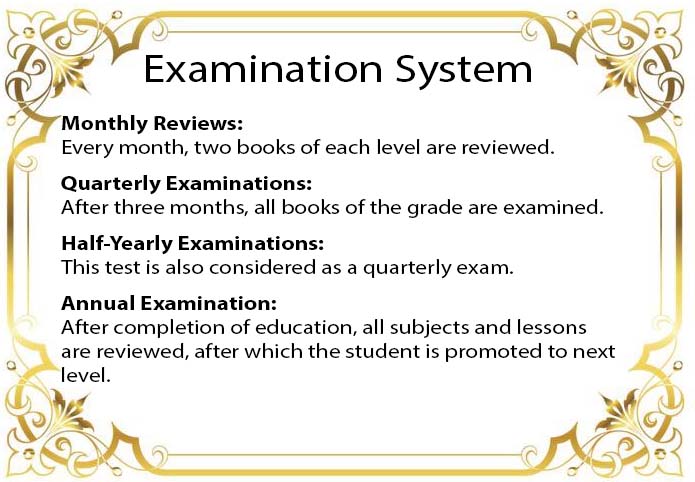 Examination System
Monthly Reviews:
Every month, two books of each level are reviewed.
Quarterly Examinations:
After three months, all books of the grade are examined.
Half-Yearly Examinations:
This test is also considered as a quarterly exam.
Annual Examination:
After completion of education, all subjects and lessons
are reviewed, after which the student is promoted to next
level.